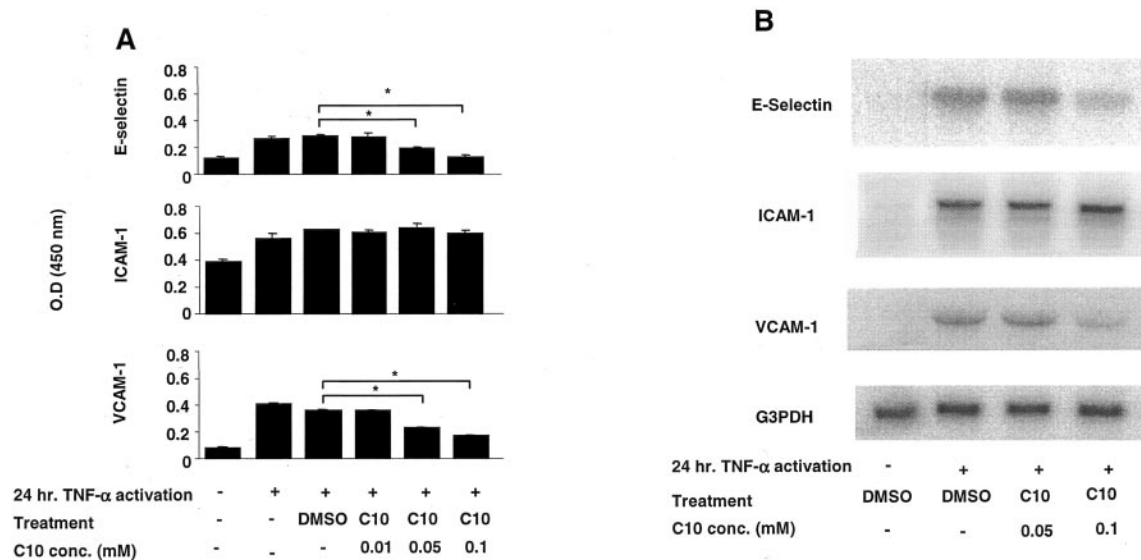 A
E-selectin
0.8
0.6
0.4
0.2
0
*
*
O.D (450 nm)
ICAM-1
0.8
0.6
0.4
0.2
0
VCAM-1
0.8
0.6
0.4
0.2
0
*
*
24 hr. TNF-α activation - + + + + +
Treatment - - DMSO C10 C10 C10
C10 conc. (mM) - - - 0.01 0.05 0.1
B
E-Selectin
ICAM-1
VCAM-1
G3PDH
24 hr. TNF-α activation - + + +
Treatment DMSO DMSO C10 C10
C10 conc. (mM) - - 0.05 0.1